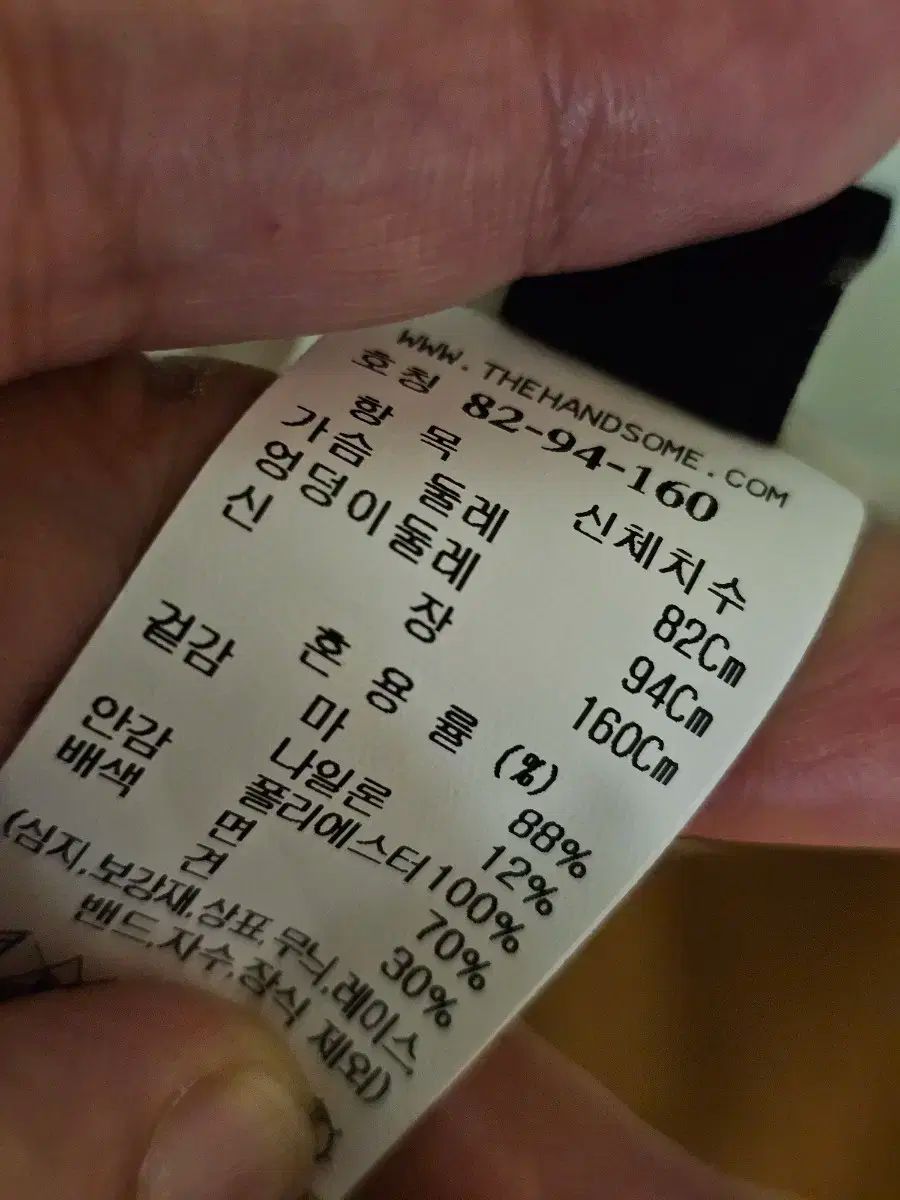 WWW.THEHANDSOME.COM
호칭 82-94-160
항 목 신체치수
가슴 둘레 82Cm
엉덩이둘레 94Cm
신 장 160Cm
혼 용 률 (%)
겉감 마 88%
나일론 12%
안감 폴리에스터 100%
배색 면 70%
견 30%
(심지,보강재,상표,무늬,레이스,
밴드,자수,장식 제외)